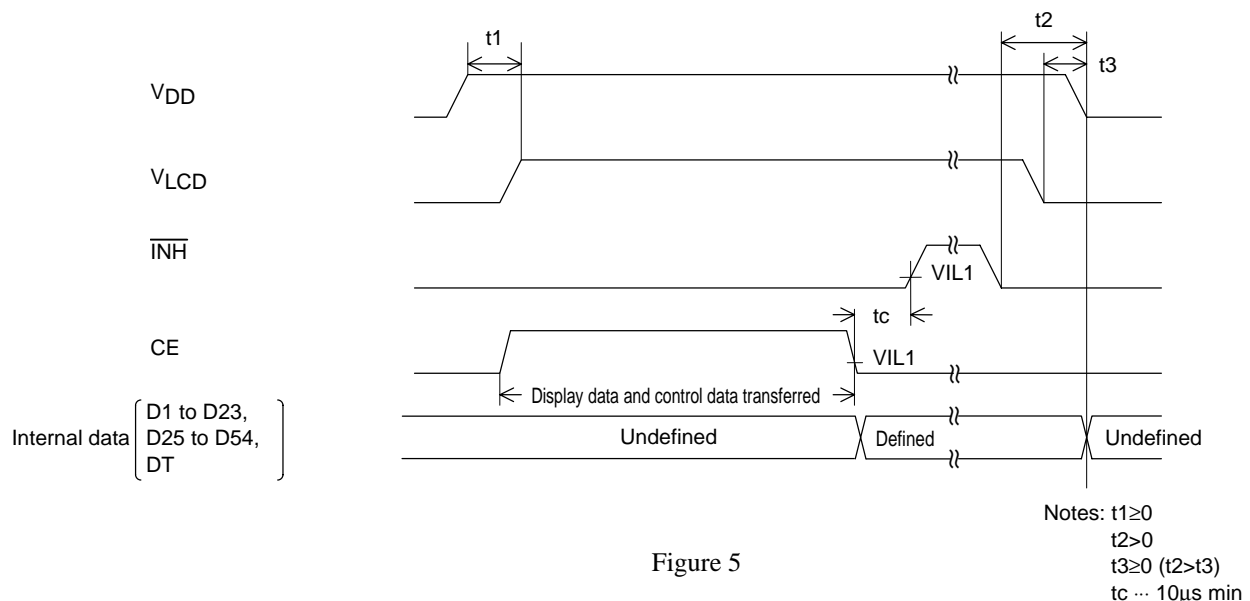 t2
t1
t3
VDD
VLCD
INH
VIL1
tc
CE
VIL1
Display data and control data transferred
Internal data
D1 to D23,
D25 to D54,
DT
Undefined
Defined
Undefined
Notes: t1≥0
t2>0
t3≥0 (t2>t3)
tc ··· 10μs min
Figure 5